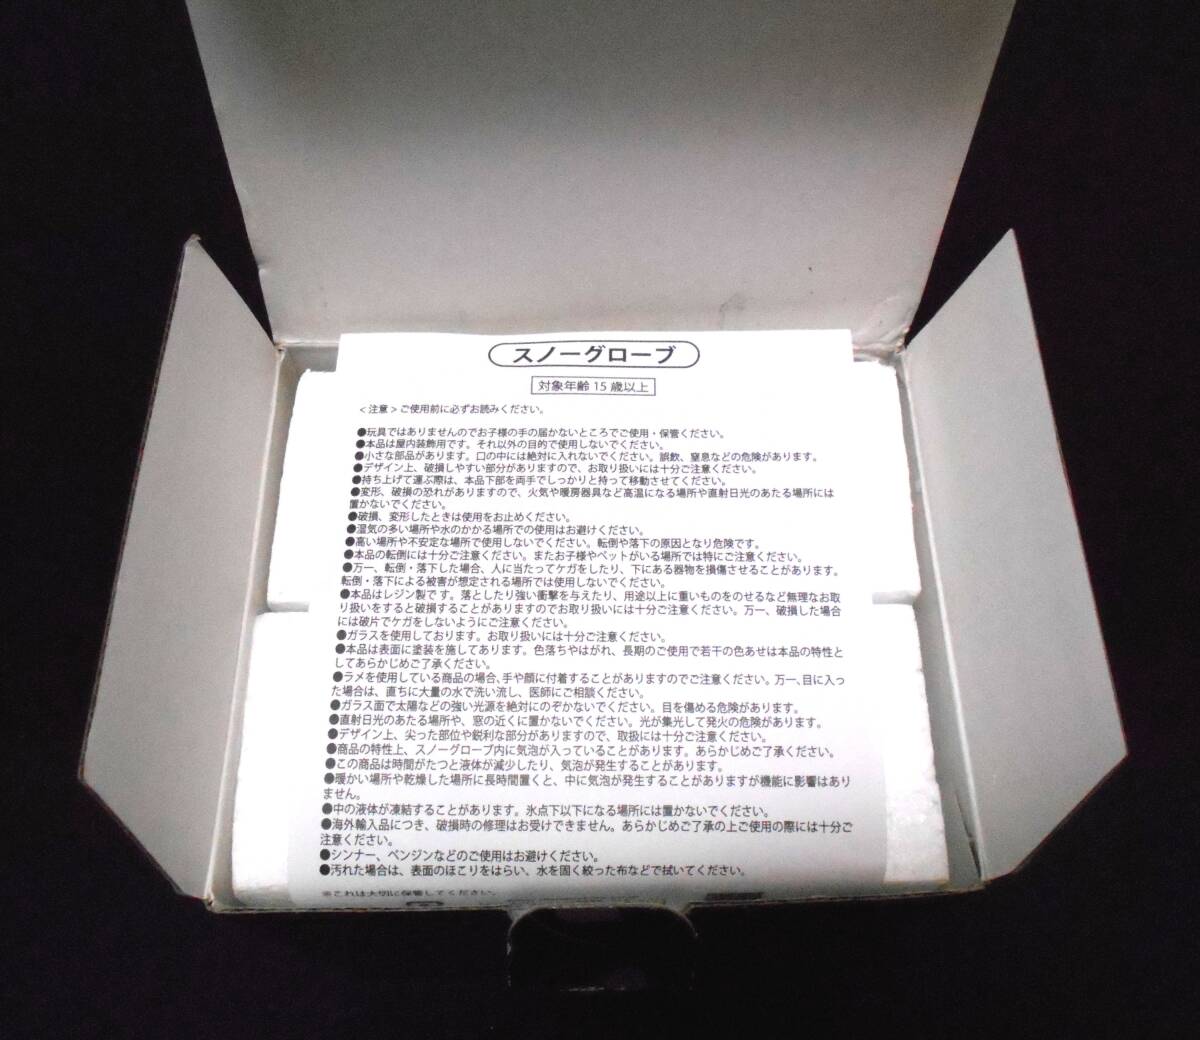 スノーグローブ
対象年齢 15 歳以上
<注意>ご使用前に必ずお読みください。
●玩具ではありませんのでお子様の手の届かないところでご使用・保管ください。
●本品は屋内装飾用です。それ以外の目的で使用しないでください。
●小さな部品があります。口の中には絶対に入れないでください。誤飲、窒息などの危険があります。
●デザイン上、破損しやすい部分がありますので、お取り扱いには十分ご注意ください。
●持ち上げて運ぶ際は、本品下部を両手でしっかりと持って移動させてください。
●変形、破損の恐れがありますので、火気や暖房器具など高温になる場所や直射日光のあたる場所には
置かないでください。
●破損、変形したときは使用をお止めください。
●湿気の多い場所や水のかかる場所での使用はお避けください。
●高い場所や不安定な場所で使用しないでください。転倒や落下の原因となり危険です。
●本品の転倒には十分ご注意ください。またお子様やペットがいる場所では特にご注意ください。
●万一、転倒・落下した場合、人に当たってケガをしたり、下にある器物を損傷させることがあります。
転倒・落下による被害が想定される場所では使用しないでください。
●本品はレジン製です。落としたり強い衝撃を与えたり、用途以上に重いものをのせるなど無理なお取
り扱いをすると破損することがありますのでお取り扱いには十分ご注意ください。万一、破損した場合
には破片でケガをしないようにご注意ください。
●ガラスを使用しております。お取り扱いには十分ご注意ください。
●本品は表面に塗装を施してあります。色落ちやはがれ、長期のご使用で若干の色あせは本品の特性と
してあらかじめご了承ください。
●ラメを使用している商品の場合、手や顔に付着することがありますのでご注意ください。万一、目に入っ
た場合は、直ちに大量の水で洗い流し、医師にご相談ください。
●ガラス面で太陽などの強い光源を絶対にのぞかないでください。目を傷める危険があります。
●直射日光のあたる場所や、窓の近くに置かないでください。光が集光して発火の危険があります。
●デザイン上、尖った部位や鋭利な部分がありますので、取扱には十分ご注意ください。
●商品の特性上、スノーグローブ内に気泡が入っていることがあります。あらかじめご了承ください。
●この商品は時間がたつと液体が減少したり、気泡が発生することがあります。
●暖かい場所や乾燥した場所に長時間置くと、中に気泡が発生することがありますが機能に影響はあり
ません。
●中の液体が凍結することがあります。氷点下以下になる場所には置かないでください。
●海外輸入品につき、破損時の修理はお受けできません。あらかじめご了承の上ご使用の際には十分ご
注意ください。
●シンナー、ベンジンなどのご使用はお避けください。
●汚れた場合は、表面のほこりをはらい、水を固く絞った布などで拭いてください。
※これは大切に保管してください。